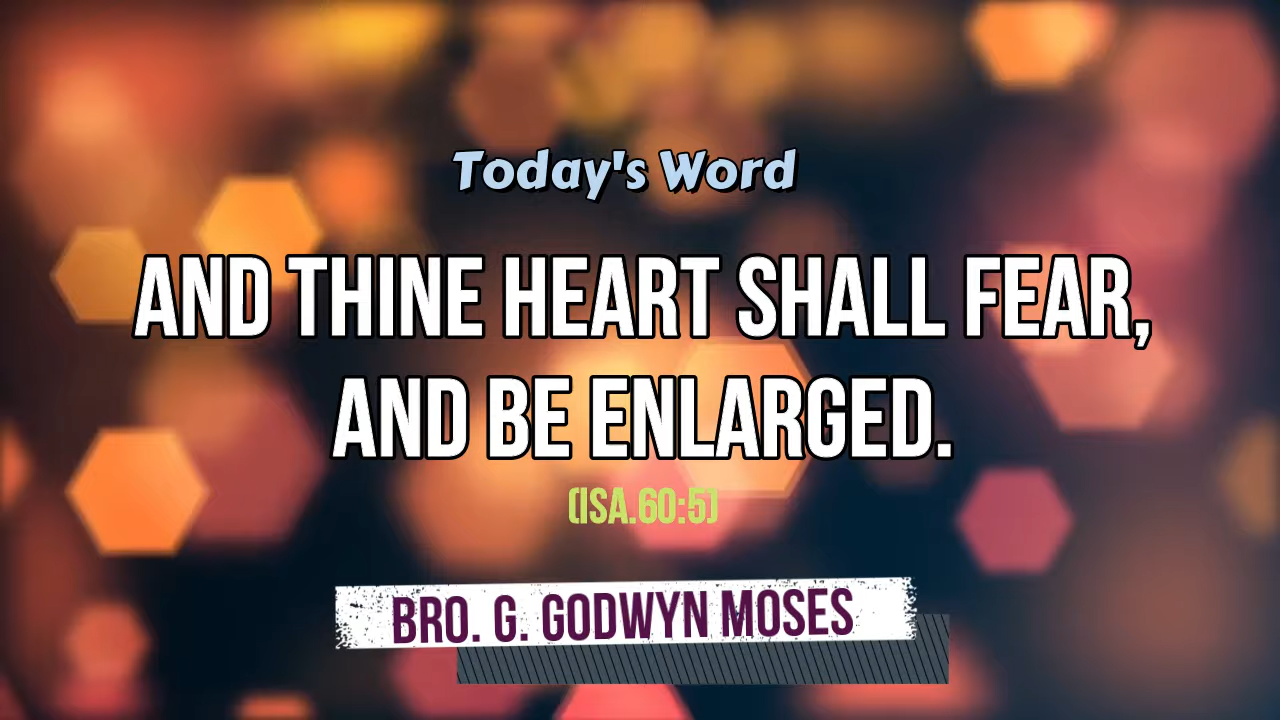 Today's Word
AND THINE HEART SHALL FEAR,
AND BE ENLARGED.
(ISA.60:5)
BRO. G. GODWYN MOSES